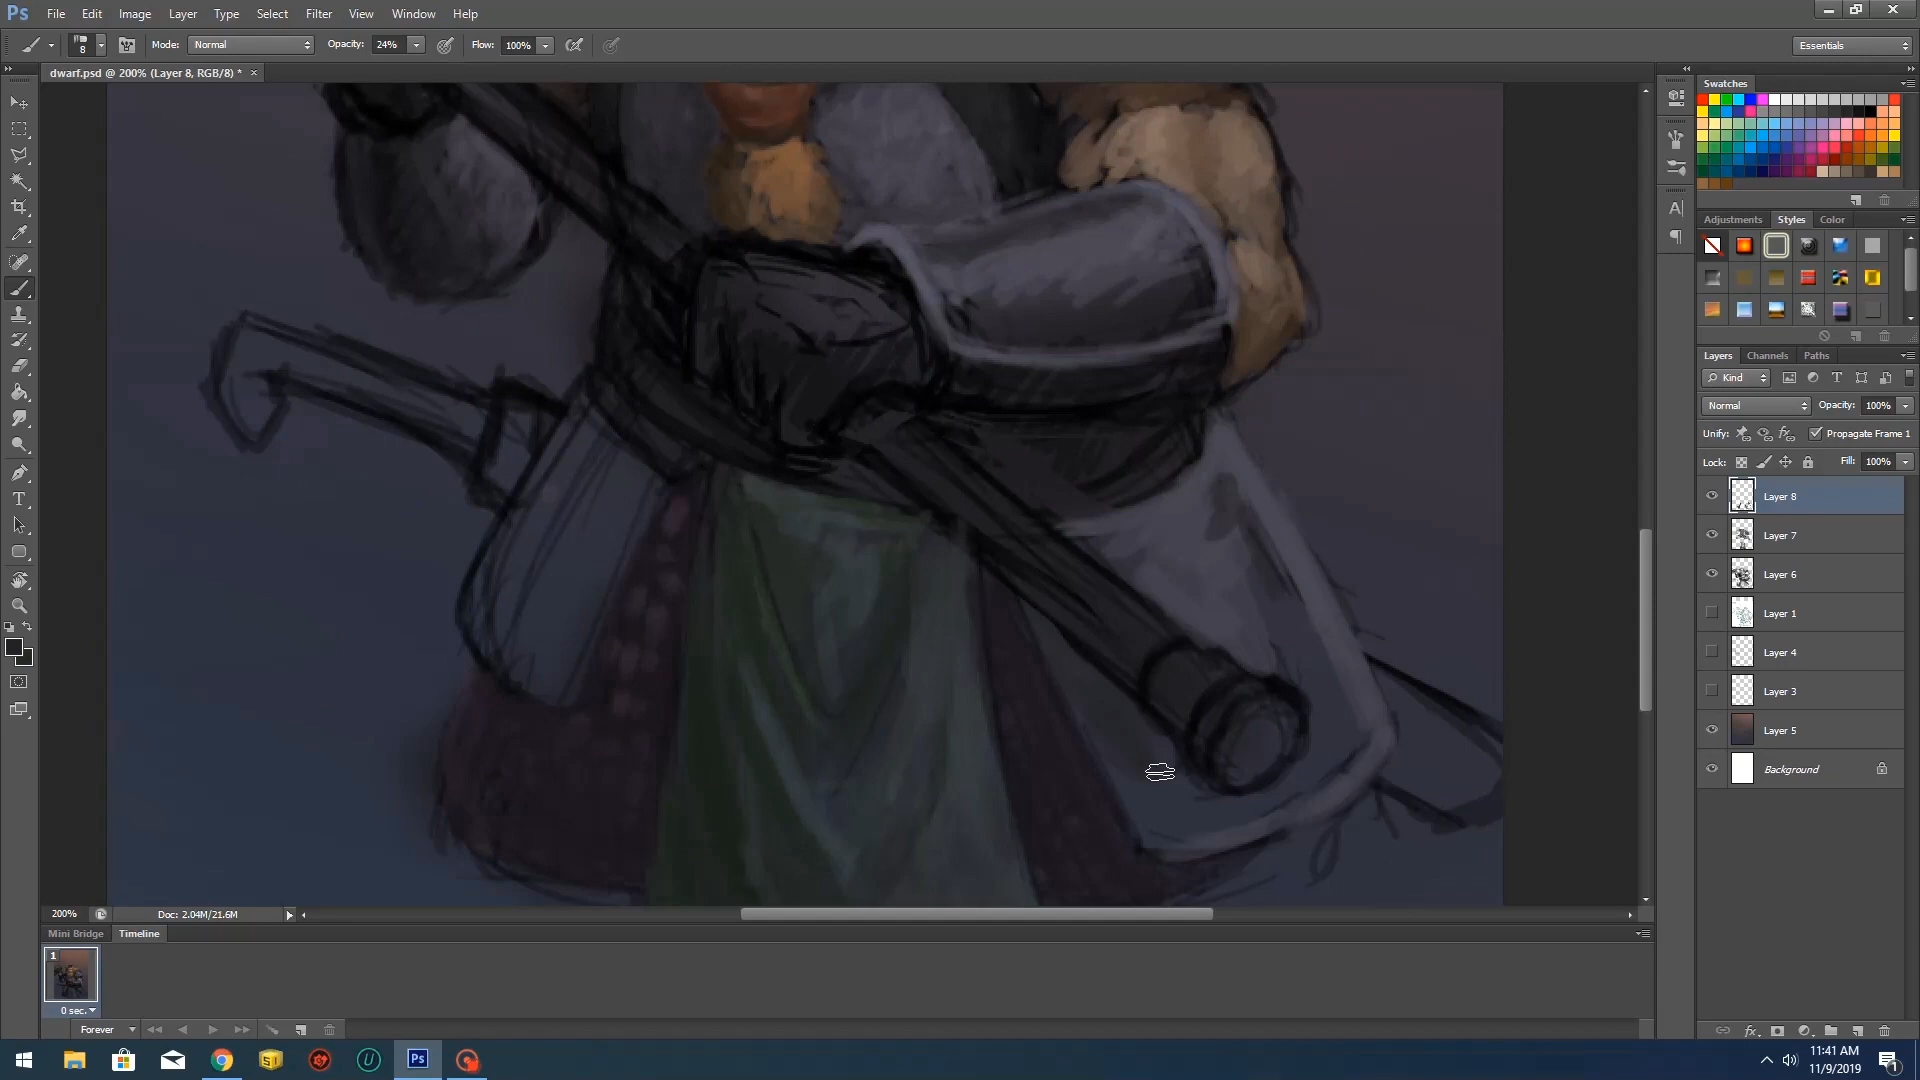 Ps File Edit Image Layer Type Select Filter View Window Help
8 Mode: Normal Opacity: 24% Flow: 100% Essentials
dwarf.psd @ 200% (Layer 8, RGB/8) * ×
Swatches
Adjustments Styles Color
Layers Channels Paths
Kind
Normal Opacity: 100%
Unify: Propagate Frame 1
Lock: Fill: 100%
Layer 8
Layer 7
Layer 6
Layer 1
Layer 4
Layer 3
Layer 5
Background
200% Doc: 2.04M/21.6M
Mini Bridge Timeline
1
0 sec.
Forever
Ps
11:41 AM
11/9/2019
1